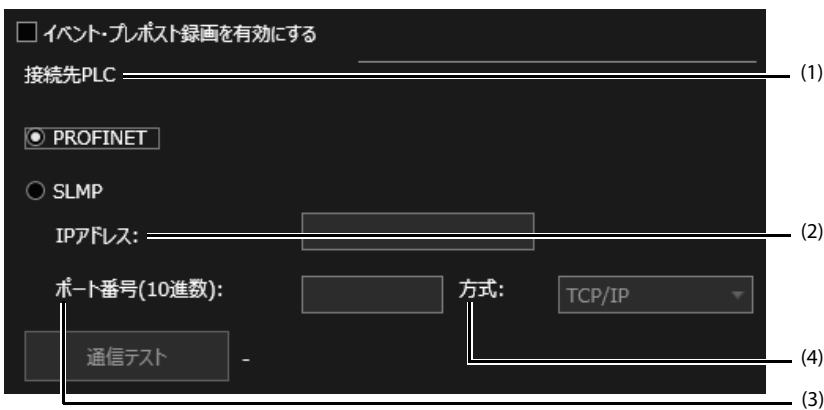 イベント・プレポスト録画を有効にする
接続先PLC (1)
PROFINET
SLMP
IPアドレス: (2)
ポート番号(10進数): 方式: TCP/IP
通信テスト - (4)
(3)